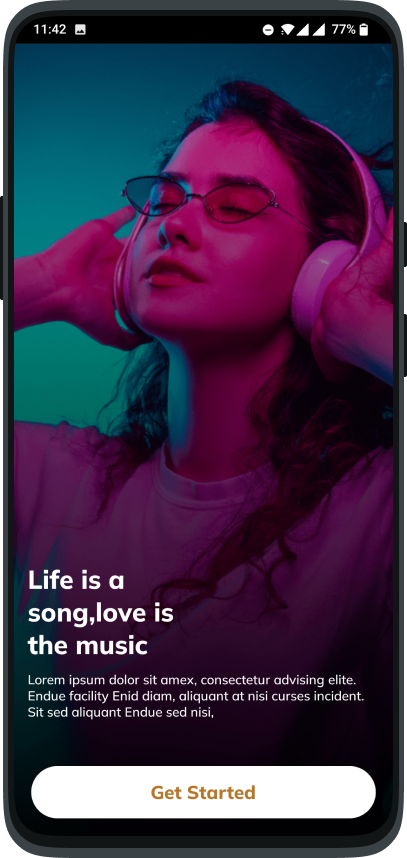 11:42 77%
Life is a
song,love is
the music
Lorem ipsum dolor sit amex, consectetur advising elite.
Endue facility Enid diam, aliquant at nisi curses incident.
Sit sed aliquant Endue sed nisi,
Get Started